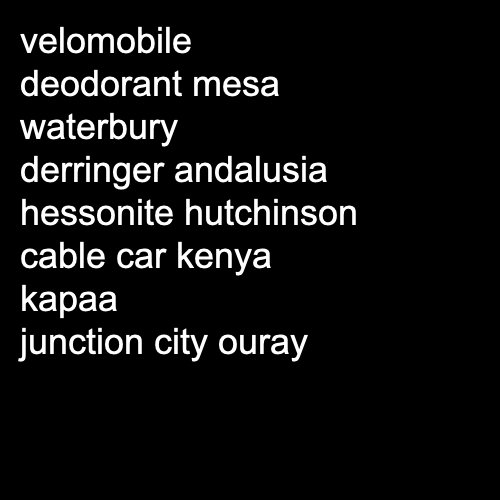 velomobile
deodorant mesa
waterbury
derringer andalusia
hessonite hutchinson
cable car kenya
kapaa
junction city ouray